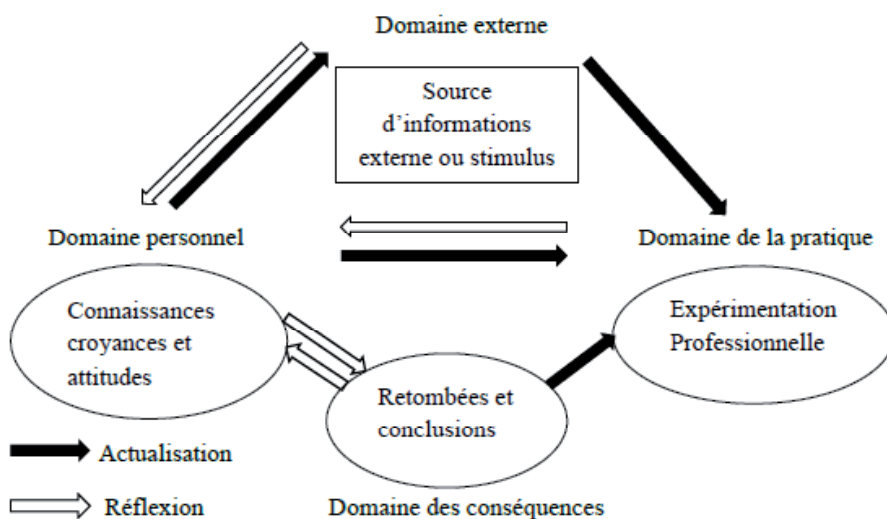 Domaine externe
Source
d'informations
externe ou stimulus
Domaine personnel
Domaine de la pratique
Connaissances
croyances et
attitudes
Expérimentation
Professionnelle
Retombées et
conclusions
Actualisation
Réflexion
Domaine des conséquences